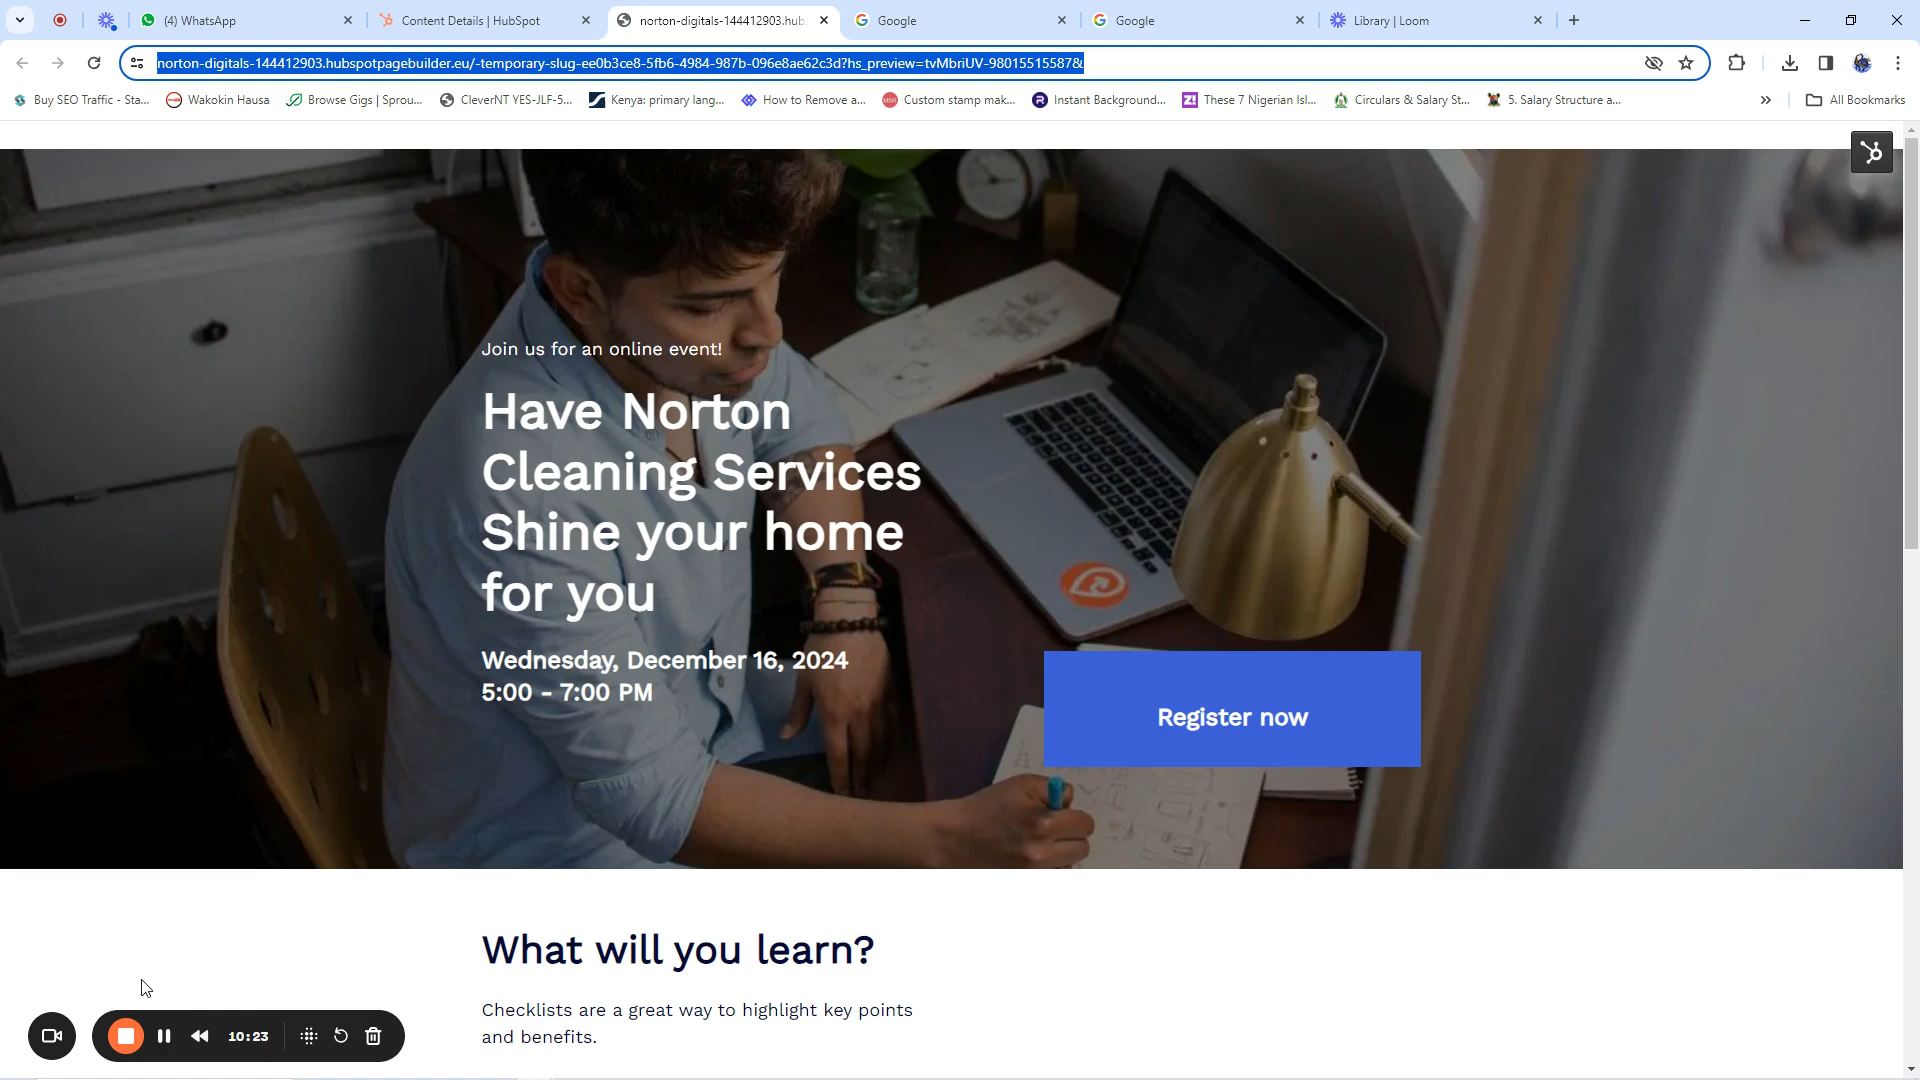 (4) WhatsApp
Content Details | HubSpot
norton-digitals-144412903.hub
Google
Google
Library | Loom
norton-digitals-144412903.hubspotpagebuilder.eu/-temporary-slug-ee0b3ce8-5fb6-4984-987b-096e8ae62c3d?hs_preview=tvMbriUV-98015515587&
Buy SEO Traffic - Sta...
Wakokin Hausa
Browse Gigs | Sprou...
CleverNT YES-JLF-5...
Kenya: primary lang...
How to Remove a...
Custom stamp mak...
Instant Background...
These 7 Nigerian Isl...
Circulars & Salary St...
5. Salary Structure a...
All Bookmarks
Join us for an online event!
Have Norton
Cleaning Services
Shine your home
for you
Wednesday, December 16, 2024
5:00 - 7:00 PM
Register now
What will you learn?
Checklists are a great way to highlight key points
and benefits.
10:23